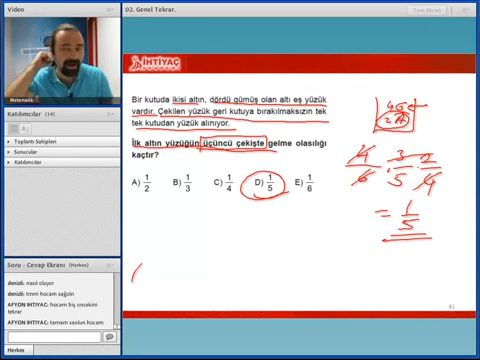 Video
Matematik
Katılımcılar (14)
Toplantı Sahipleri
Sunucular
Katılımcılar
Soru - Cevap Ekranı (Herkes)
denizli: nasıl oluyor
denizli: tmm hocam sağolın
AFYON İHTİYAÇ: hocam biş öncekini tekrar
AFYON İHTİYAÇ: tamam saolun hocam
Herkes
02. Genel Tekrar.
Tam Ekran
İHTİYAÇ
Bir kutuda ikisi altın, dördü gümüş olan altı eş yüzük
vardır. Çekilen yüzük geri kutuya bırakılmaksızın tek
tek kutudan yüzük alınıyor.
İlk altın yüzüğün üçüncü çekişte gelme olasılığı
kaçtır?
A) 1/2 B) 1/3 C) 1/4 D) 1/5 E) 1/6
4G
2A
4/6 . 3/5 . 2/4
= 1/5
81